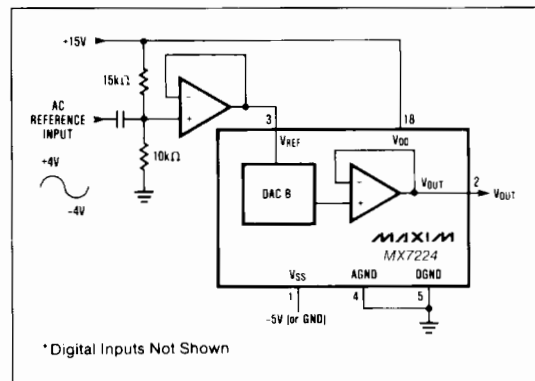 +15V
15kΩ
AC
REFERENCE
INPUT
+4V
-4V
10kΩ
-
+
3
18
VREF
VDD
DAC B
-
+
VOUT
2
VOUT
MAXIM
MX7224
VSS
AGND
DGND
1
4
5
-5V (or GND)
*Digital Inputs Not Shown